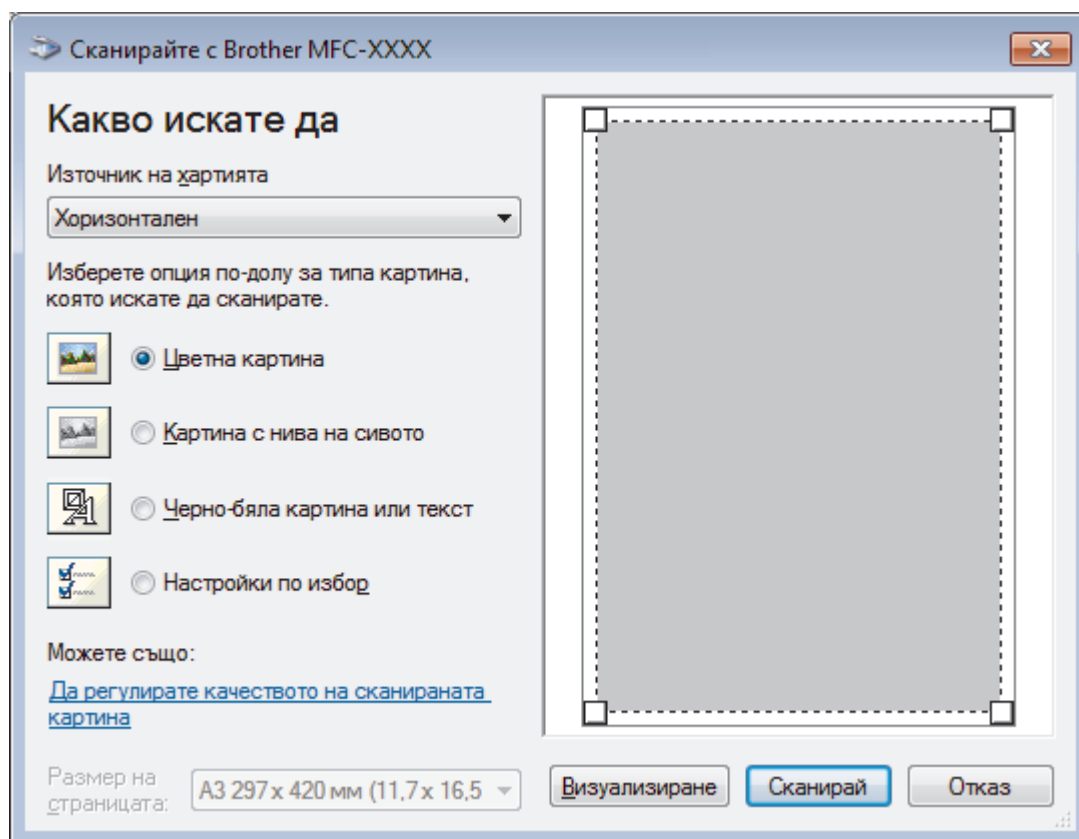 Сканирайте с Brother MFC-XXXX
Какво искате да
Източник на хартията
Хоризонтален
Изберете опция по-долу за типа картина,
която искате да сканирате.
Цветна картина
Картина с нива на сивото
Черно-бяла картина или текст
Настройки по избор
Можете също:
Да регулирате качеството на сканираната
картина
Размер на
страницата:
A3 297 x 420 мм (11,7 x 16,5
Визуализиране
Сканирай
Отказ